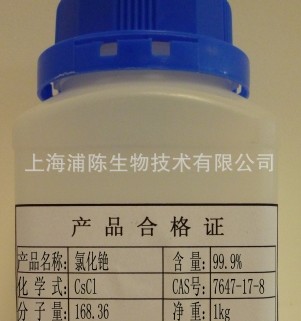 上海浦陈生物技术有限公司
产品合格证
产品名称: 氯化铯 含量: 99.9%
化学式: CsCl CAS号: 7647-17-8
分子量: 168.36 净重: 1kg